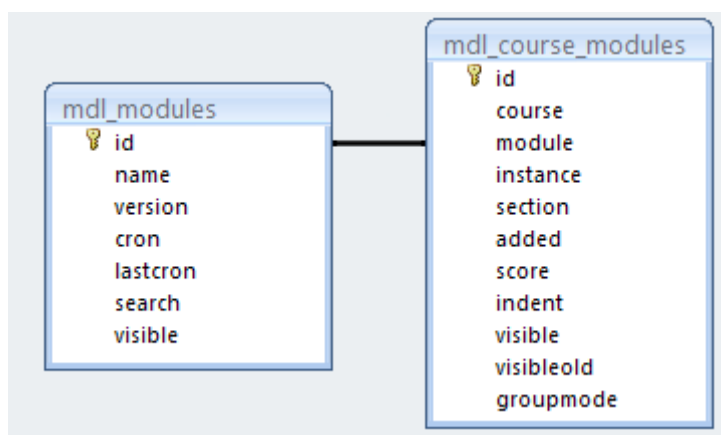 mdl_modules
id
name
version
cron
lastcron
search
visible
mdl_course_modules
id
course
module
instance
section
added
score
indent
visible
visibleold
groupmode